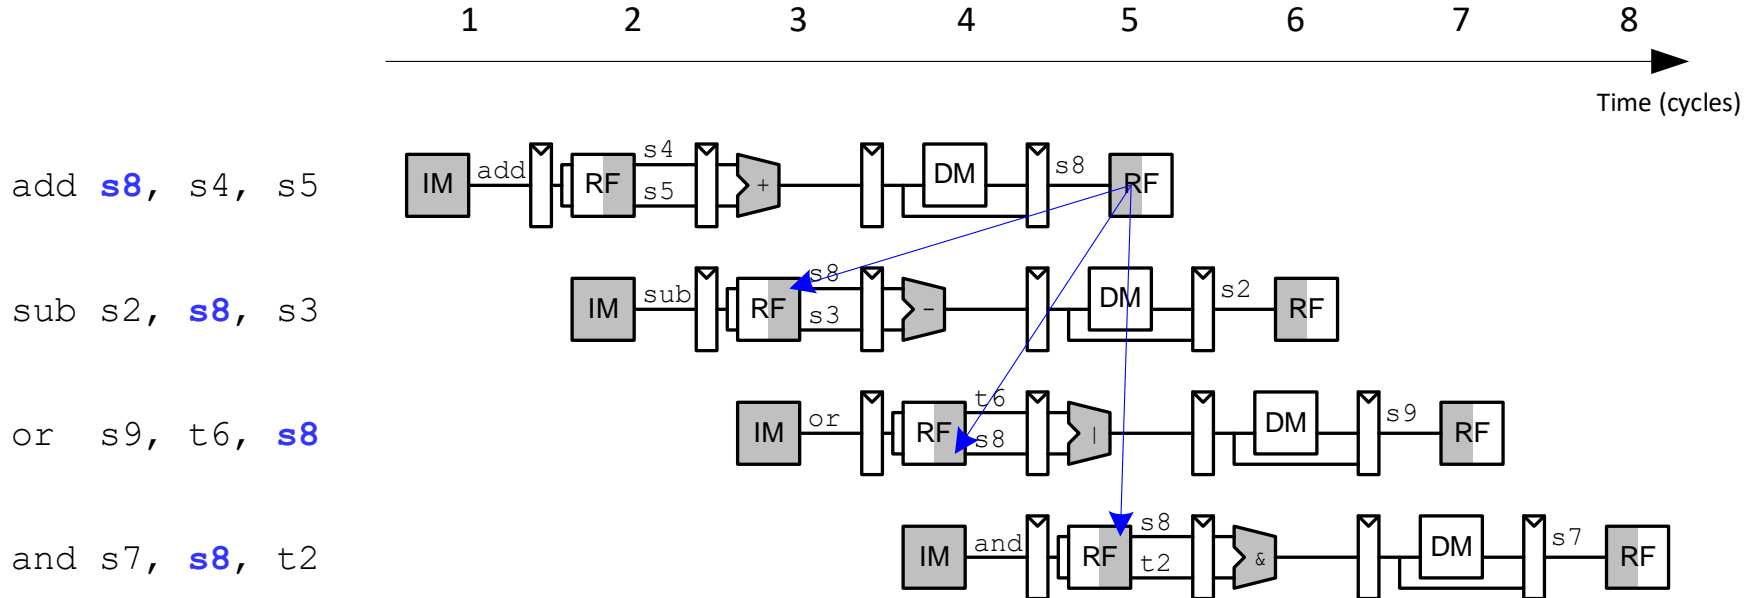 1 2 3 4 5 6 7 8
Time (cycles)
add s8, s4, s5
IM add RF s4 s5 + DM s8 RF
sub s2, s8, s3
IM sub RF s8 s3 - DM s2 RF
or s9, t6, s8
IM or RF t6 s8 | DM s9 RF
and s7, s8, t2
IM and RF s8 t2 & DM s7 RF